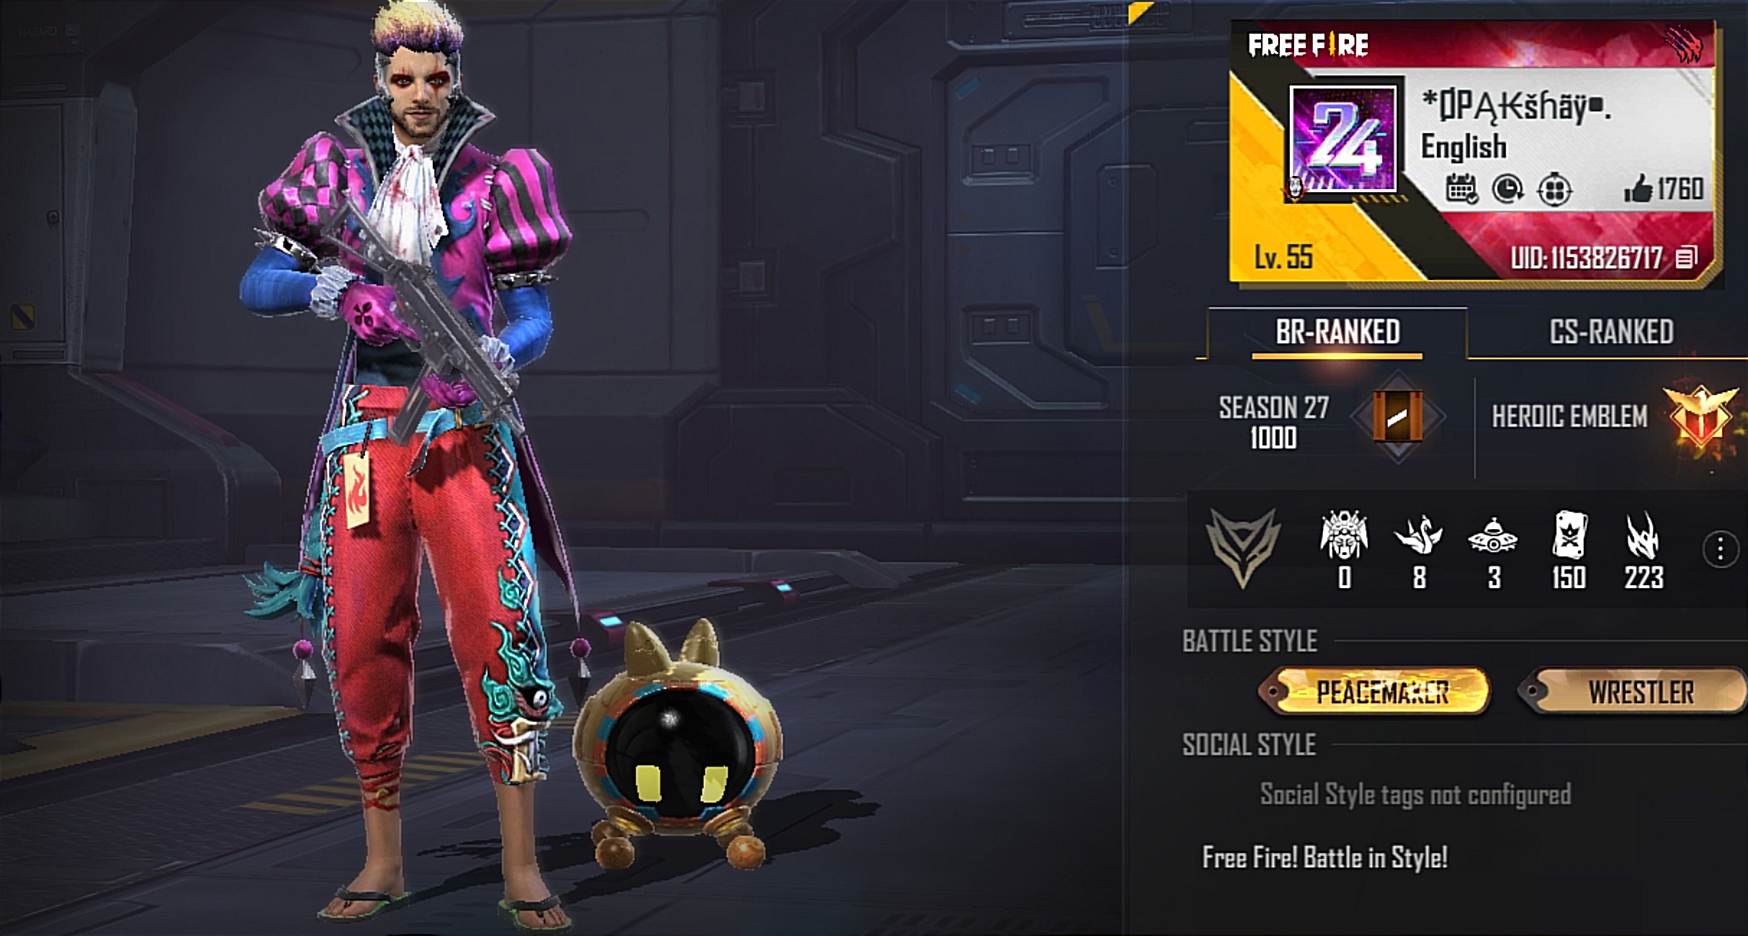 FREE FIRE
24
*ØPĄҜšɦäÿ■.
English
1760
Lv. 55
UID: 1153826717
BR-RANKED
CS-RANKED
SEASON 27
1000
HEROIC EMBLEM
0
8
3
150
223
BATTLE STYLE
PEACEMAKER
WRESTLER
SOCIAL STYLE
Social Style tags not configured
Free Fire! Battle in Style!